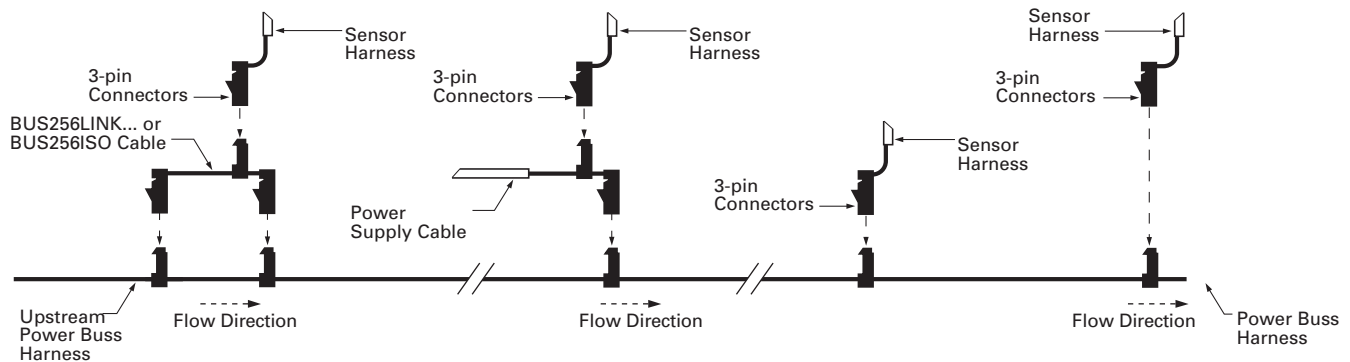 Sensor
Harness
3-pin
Connectors
BUS256LINK... or
BUS256ISO Cable
Upstream
Power Buss
Harness
Flow Direction
Sensor
Harness
3-pin
Connectors
Power
Supply Cable
Flow Direction
Sensor
Harness
3-pin
Connectors
Sensor
Harness
3-pin
Connectors
Flow Direction
Power Buss
Harness